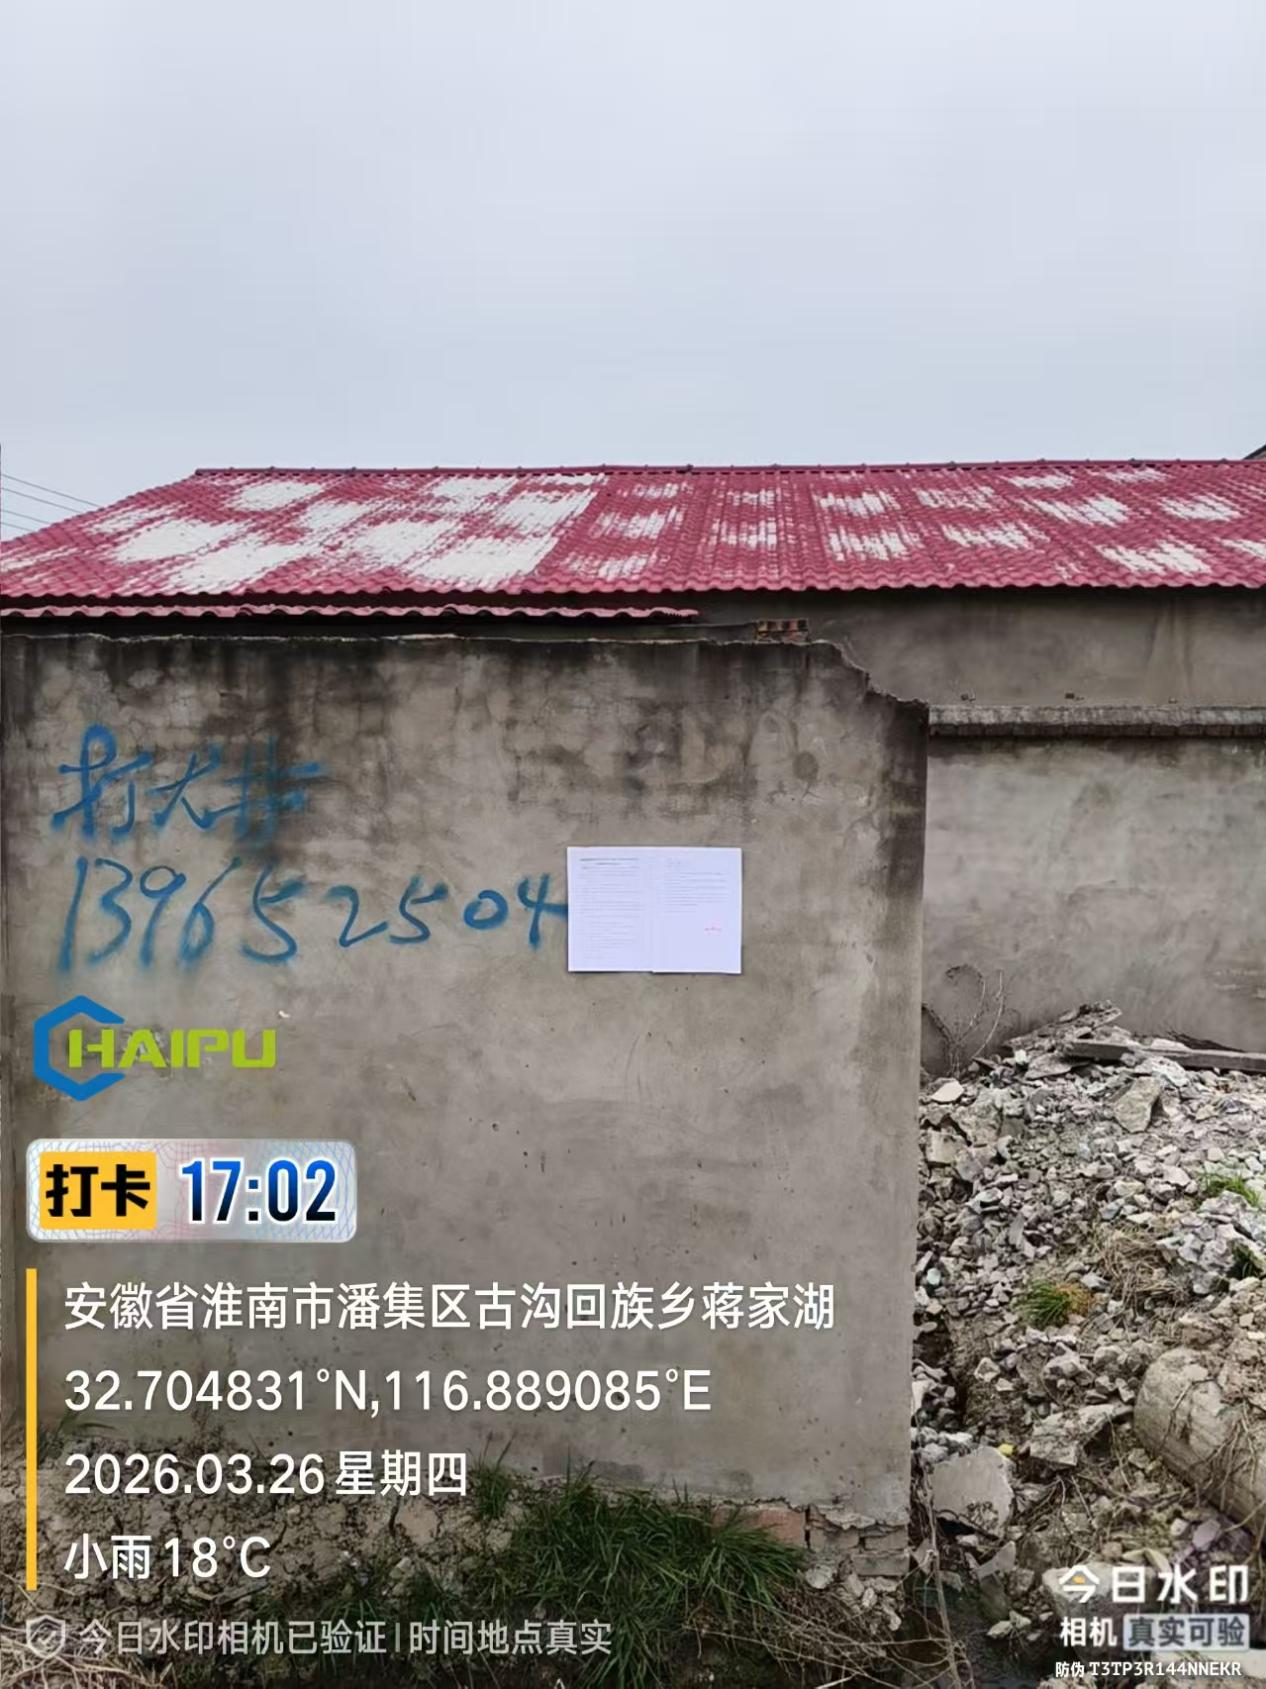 打大井
139652504
HAIPU
打卡 17:02
安徽省淮南市潘集区古沟回族乡蒋家湖
32.704831°N,116.889085°E
2026.03.26 星期四
小雨 18°C
今日水印相机已验证 | 时间地点真实
今日水印
相机 真实可验
防伪 T3TP3R144NNEKR